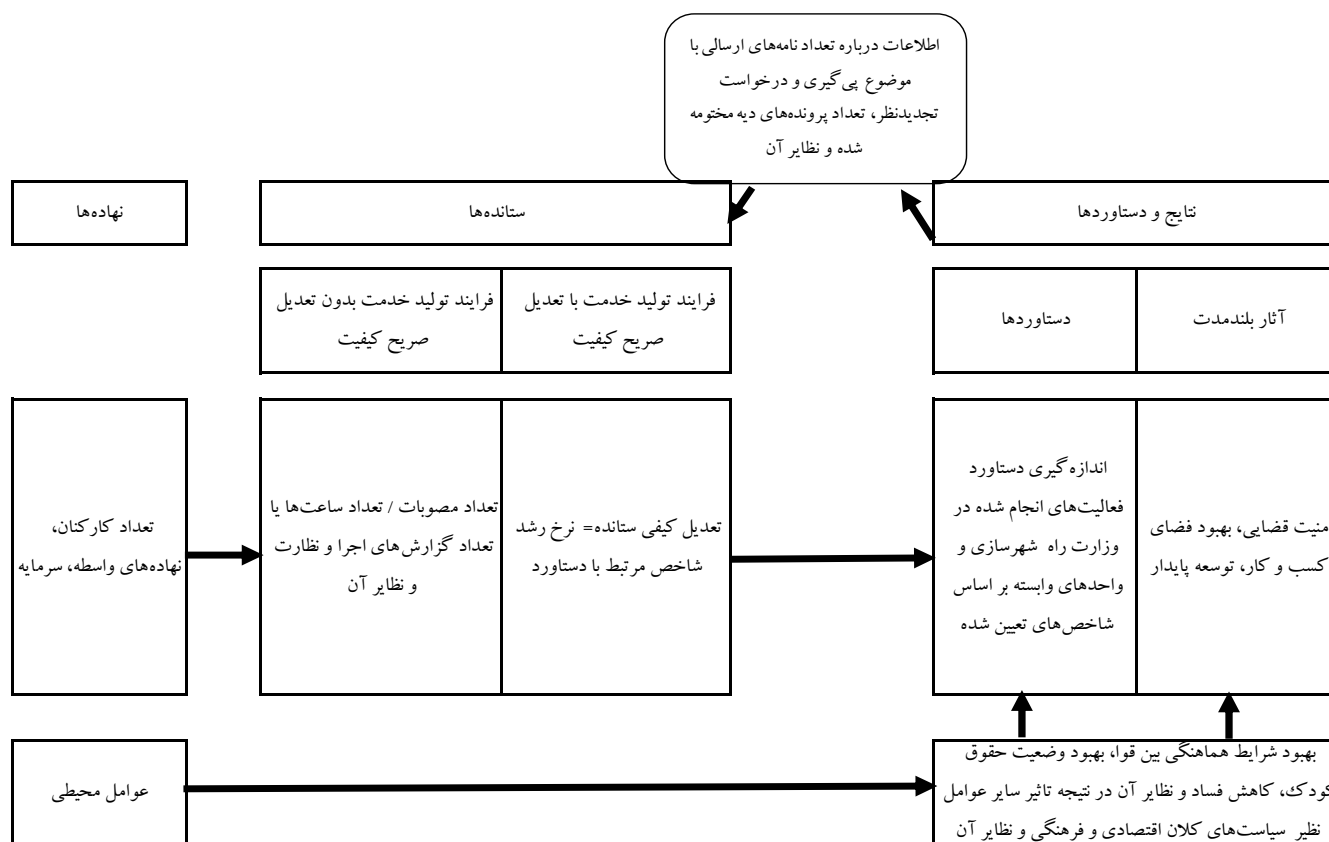 اطلاعات درباره تعداد نامه‌های ارسالی با
موضوع پی‌گیری و درخواست
تجدیدنظر، تعداد پرونده‌های دیه مختومه
شده و نظایر آن
نتایج و دستاوردها
ستانده‌ها
نهاده‌ها
آثار بلندمدت
دستاوردها
فرایند تولید خدمت با تعدیل
صریح کیفیت
فرایند تولید خدمت بدون تعدیل
صریح کیفیت
منیت قضایی، بهبود فضای
کسب و کار، توسعه پایدار
اندازه‌گیری دستاورد
فعالیت‌های انجام شده در
وزارت راه شهرسازی و
واحدهای وابسته بر اساس
شاخص‌های تعیین شده
تعدیل کیفی ستانده= نرخ رشد
شاخص مرتبط با دستاورد
تعداد مصوبات / تعداد ساعت‌ها یا
تعداد گزارش‌های اجرا و نظارت
و نظایر آن
تعداد کارکنان،
نهاده‌های واسطه، سرمایه
بهبود شرایط هماهنگی بین قوا، بهبود وضعیت حقوق
کودک، کاهش فساد و نظایر آن در نتیجه تاثیر سایر عوامل
نظیر سیاست‌های کلان اقتصادی و فرهنگی و نظایر آن
عوامل محیطی